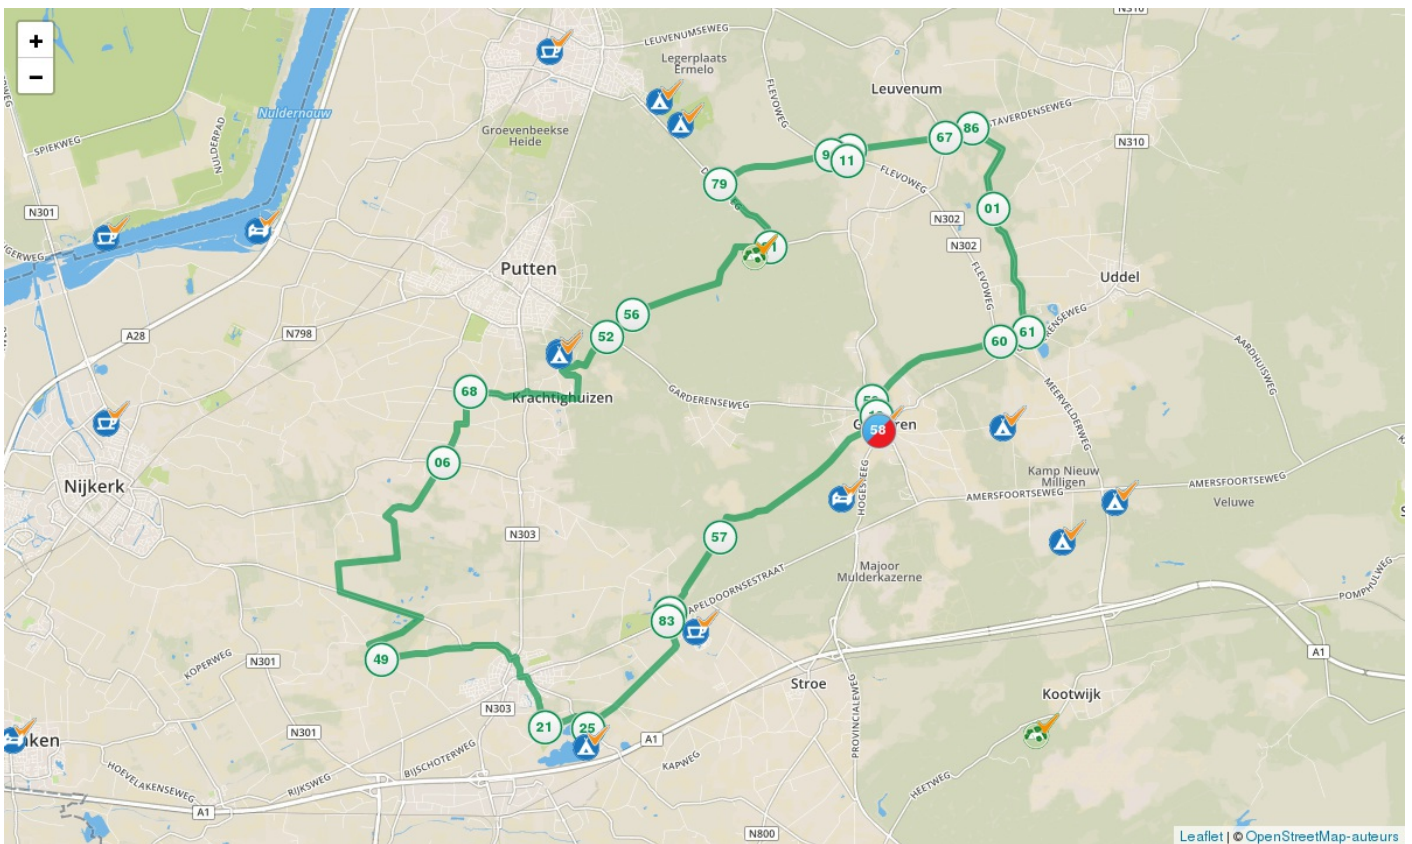 N310
+
−
LEUVENUMSEWEG
Legerplaats
Ermelo
FLEVOWEG
Leuvenum
Nuldernauw
NULDERPAD
SPIEKWEG
Groevenbeekse
Heide
STAVERDENSEWEG
86
67
N310
11
FLEVOWEG
79
N301
01
N302
N302
Putten
FLEVOWEG
Uddel
A28
N798
56
52
61
60
AARDHUISWEG
MEERVELDERWEG
68
Krachtighuizen
GARDERENSEWEG
58
06
Nijkerk
HOGESTEEG
Kamp Nieuw
Milligen
AMERSFOORTSEWEG
AMERSFOORTSEWEG
Veluwe
N303
57
Majoor
Mulderkazerne
APELDOORNSESTRAAT
POMPHULWEG
83
49
KOPERWEG
N301
A1
Stroe
Kootwijk
PROVINCIALEWEG
N303
21
25
N301
A1
KAPWEG
BIJSCHOTERWEG
HEETWEG
HOEVELAKENSEWEG
RIJKSWEG
A1
N800
Leaflet | © OpenStreetMap-auteurs